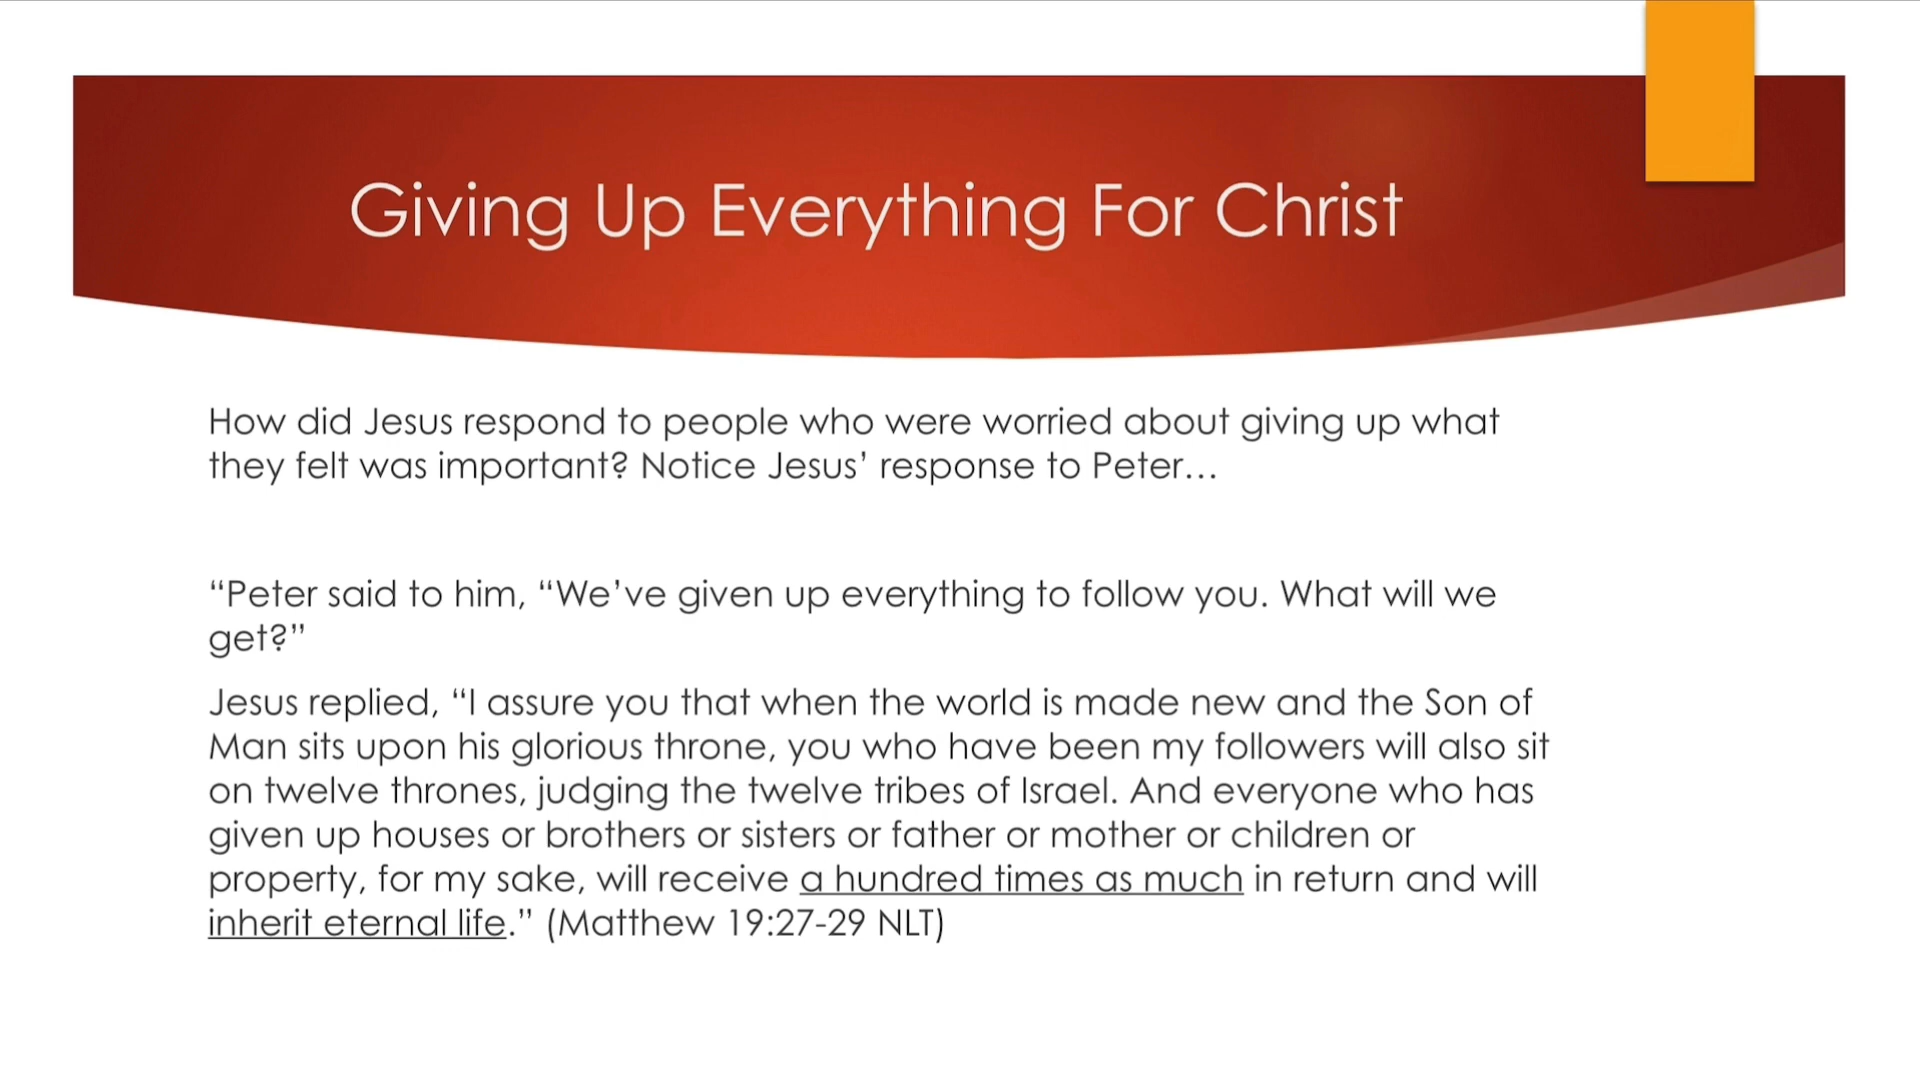 Giving Up Everything For Christ
How did Jesus respond to people who were worried about giving up what
they felt was important? Notice Jesus’ response to Peter…
“Peter said to him, “We’ve given up everything to follow you. What will we
get?”
Jesus replied, “I assure you that when the world is made new and the Son of
Man sits upon his glorious throne, you who have been my followers will also sit
on twelve thrones, judging the twelve tribes of Israel. And everyone who has
given up houses or brothers or sisters or father or mother or children or
property, for my sake, will receive a hundred times as much in return and will
inherit eternal life.” (Matthew 19:27-29 NLT)